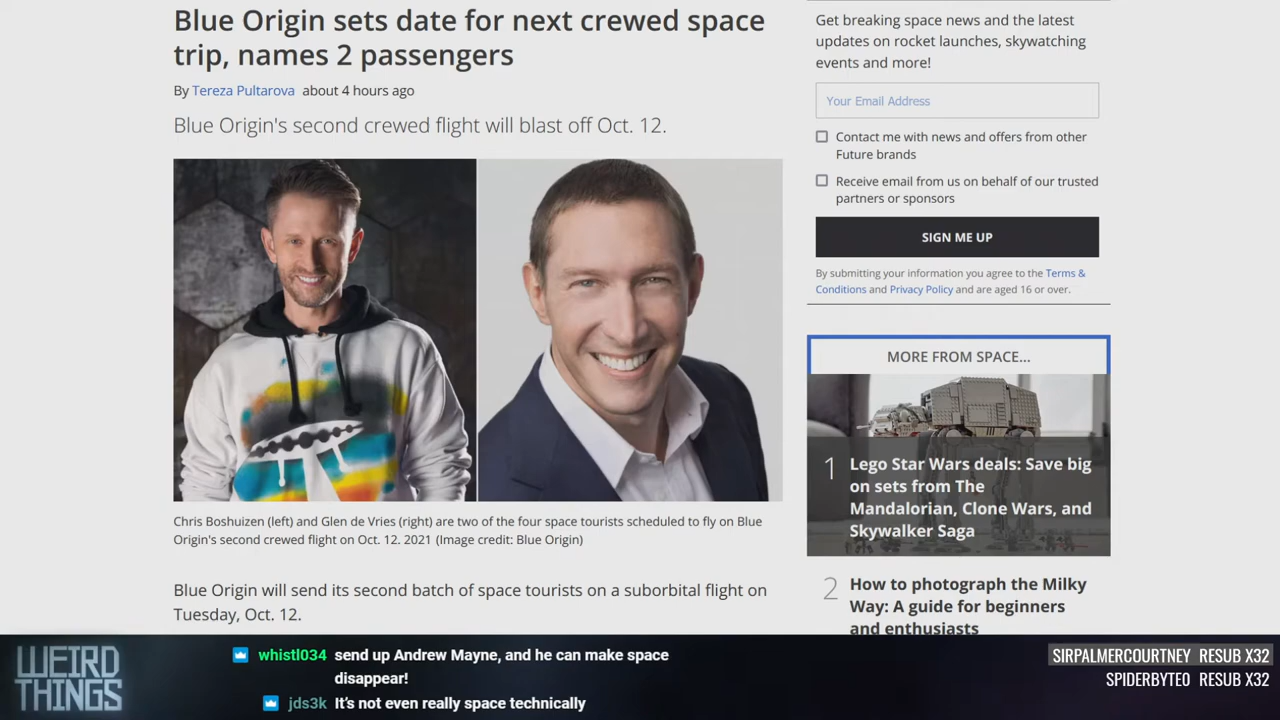 Blue Origin sets date for next crewed space
trip, names 2 passengers
By Tereza Pultarova about 4 hours ago
Blue Origin's second crewed flight will blast off Oct. 12.
Chris Boshuizen (left) and Glen de Vries (right) are two of the four space tourists scheduled to fly on Blue
Origin's second crewed flight on Oct. 12. 2021 (Image credit: Blue Origin)
Blue Origin will send its second batch of space tourists on a suborbital flight on
Tuesday, Oct. 12.
Get breaking space news and the latest
updates on rocket launches, skywatching
events and more!
Your Email Address
Contact me with news and offers from other
Future brands
Receive email from us on behalf of our trusted
partners or sponsors
SIGN ME UP
By submitting your information you agree to the Terms &
Conditions and Privacy Policy and are aged 16 or over.
MORE FROM SPACE...
1 Lego Star Wars deals: Save big
on sets from The
Mandalorian, Clone Wars, and
Skywalker Saga
2 How to photograph the Milky
Way: A guide for beginners
and enthusiasts
WEIRD
THINGS
whistl034 send up Andrew Mayne, and he can make space
disappear!
jds3k It's not even really space technically
SIRPALMERCOURTNEY RESUB X32
SPIDERBYTE0 RESUB X32